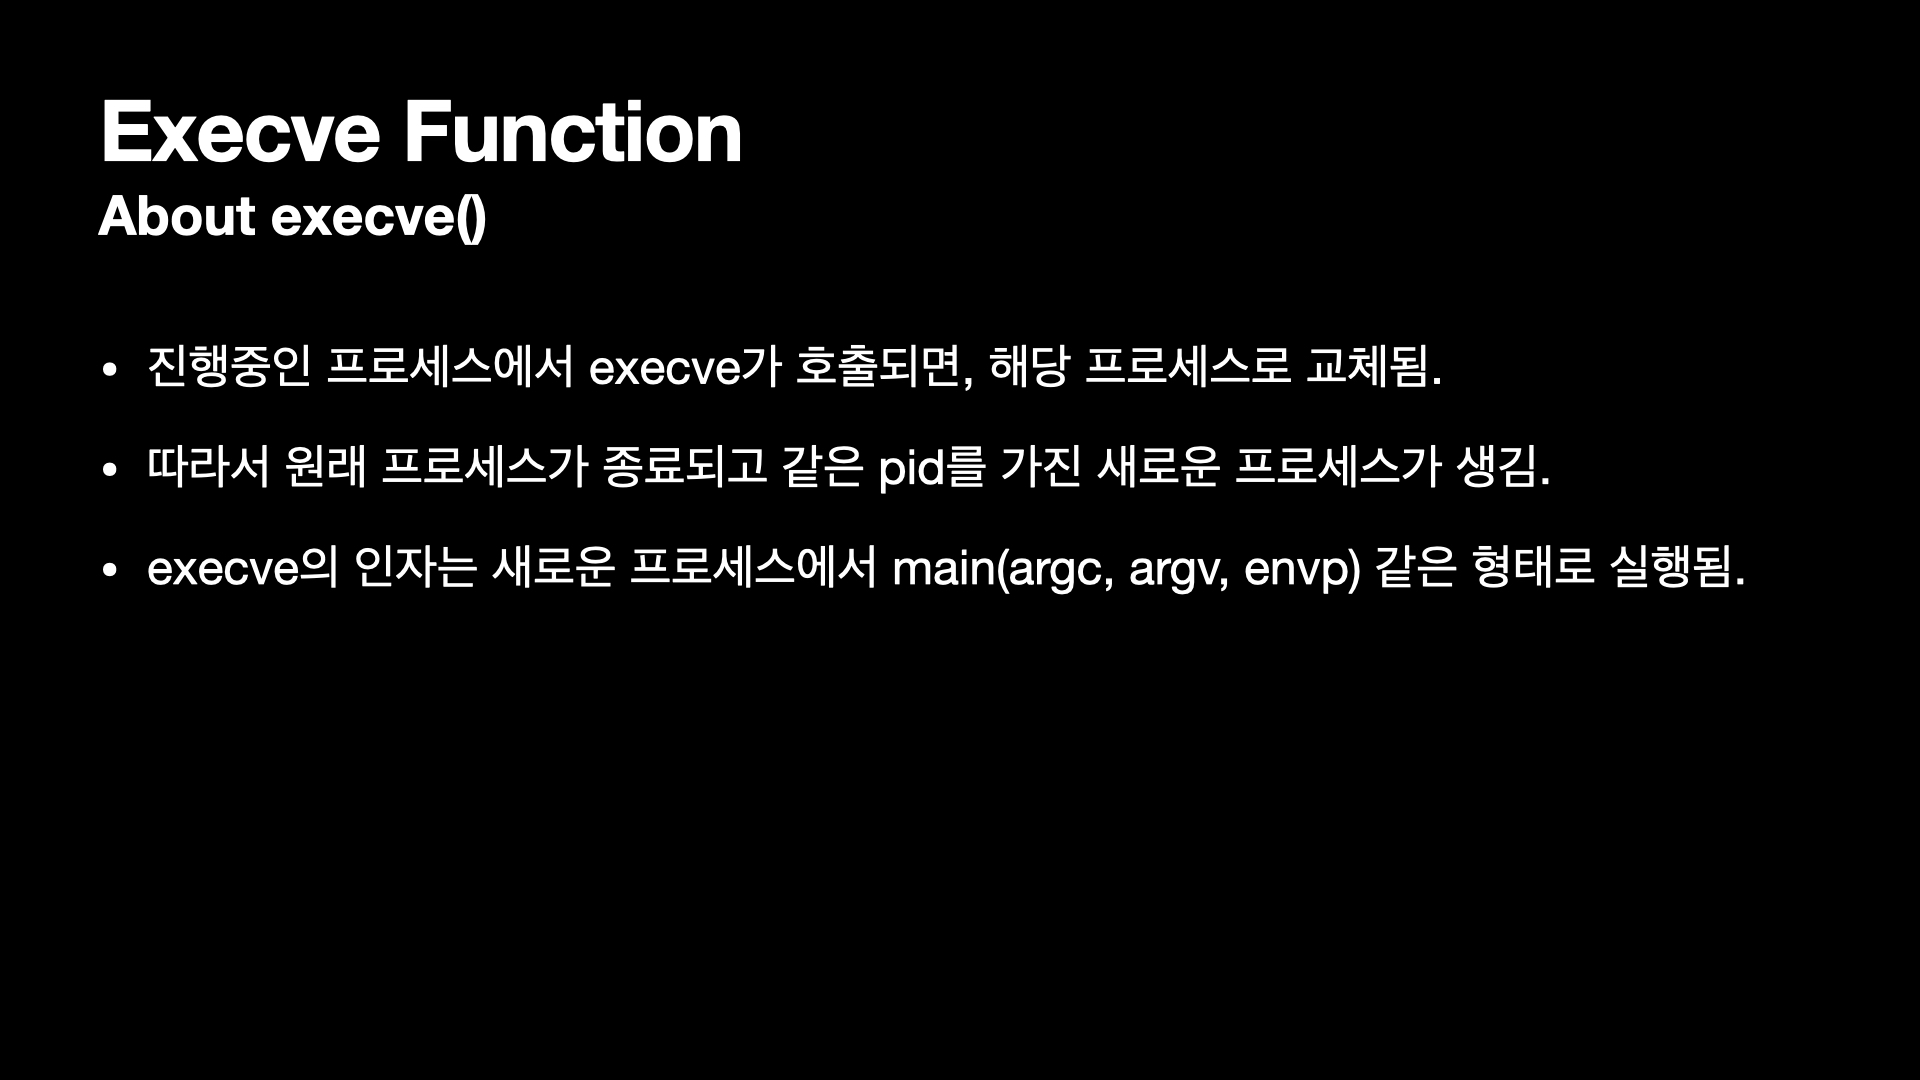 Execve Function
About execve()
• 진행중인 프로세스에서 execve가 호출되면, 해당 프로세스로 교체됨.
• 따라서 원래 프로세스가 종료되고 같은 pid를 가진 새로운 프로세스가 생김.
• execve의 인자는 새로운 프로세스에서 main(argc, argv, envp) 같은 형태로 실행됨.